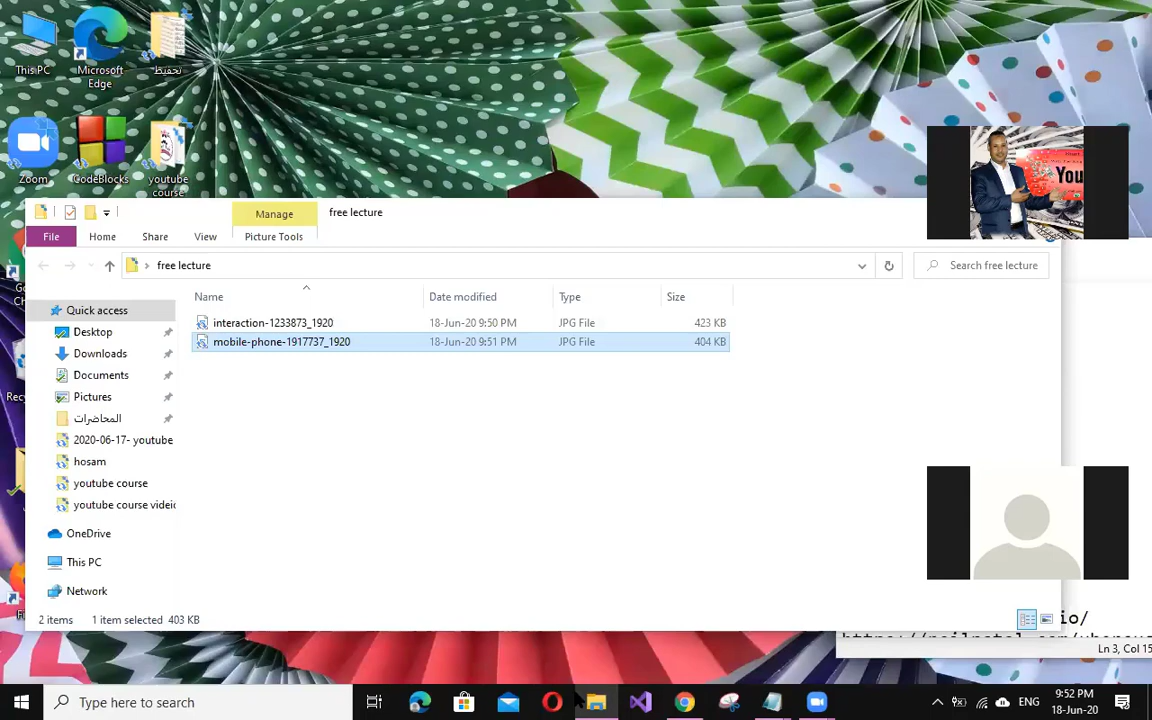 This PC
Microsoft Edge
تحفيظ
Zoom
CodeBlocks
youtube course
Manage
free lecture
File
Home
Share
View
Picture Tools
free lecture
Search free lecture
Name
Date modified
Type
Size
Quick access
interaction-1233873_1920
18-Jun-20 9:50 PM
JPG File
423 KB
Desktop
mobile-phone-1917737_1920
18-Jun-20 9:51 PM
JPG File
404 KB
Downloads
Documents
Pictures
المحاضرات
2020-06-17- youtube
hosam
youtube course
youtube course videic
OneDrive
This PC
Network
2 items
1 item selected 403 KB
You
io/
Ln 3, Col 15
Type here to search
ENG
9:52 PM
18-Jun-20